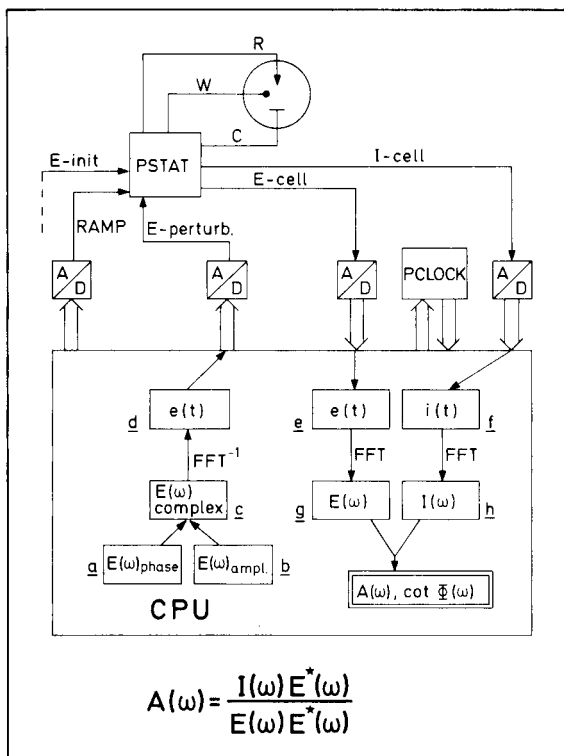 R
W
C
PSTAT
E-init
I-cell
E-cell
RAMP
E-perturb.
A/D
A/D
A/D
PCLOCK
A/D
d
e(t)
e
e(t)
i(t)
f
FFT⁻¹
FFT
FFT
E(ω)
complex
c
g
E(ω)
I(ω)
h
a
E(ω)phase
E(ω)ampl.
b
A(ω), cot Φ(ω)
CPU
A(ω) = I(ω) E*(ω) / E(ω) E*(ω)